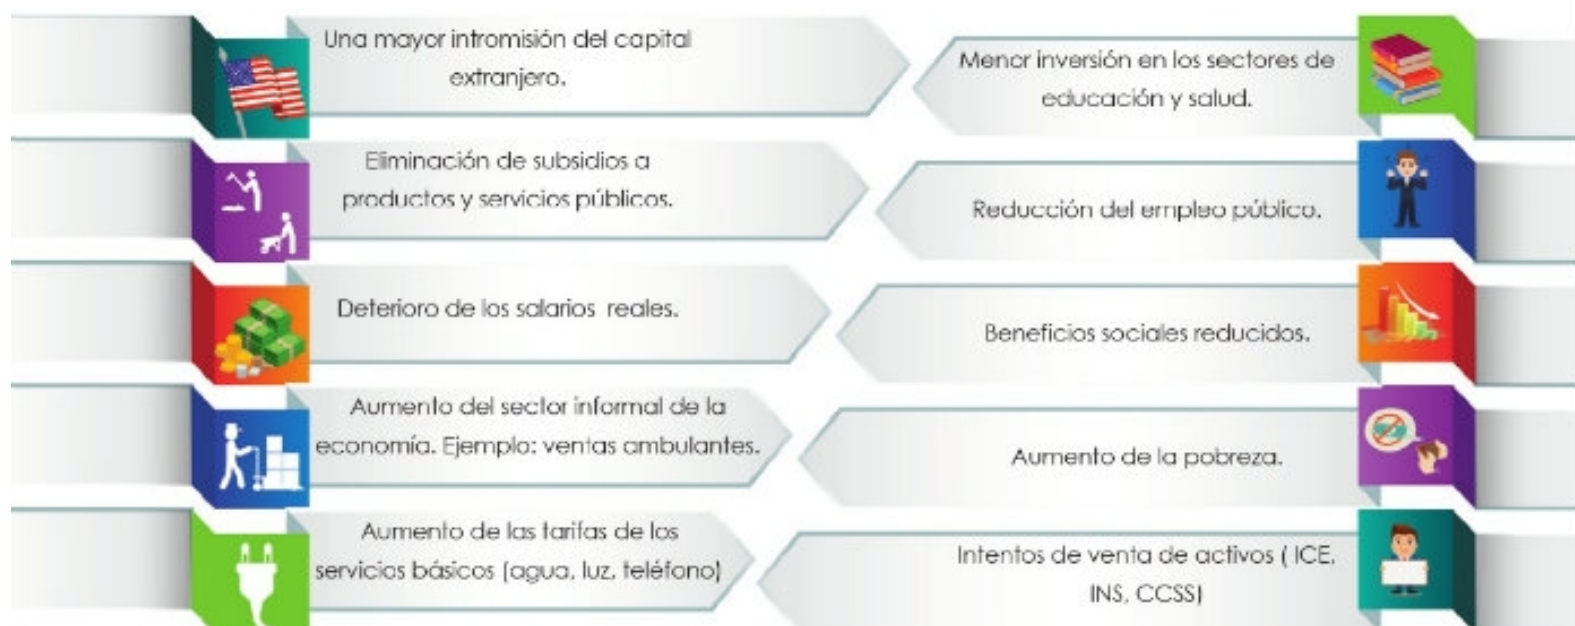 Una mayor intromisión del capital
extranjero.
Menor inversión en los sectores de
educación y salud.
Eliminación de subsidios a
productos y servicios públicos.
Reducción del empleo público.
Deterioro de los salarios reales.
Beneficios sociales reducidos.
Aumento del sector informal de la
economía. Ejemplo: ventas ambulantes.
Aumento de la pobreza.
Aumento de las tarifas de los
servicios básicos (agua, luz, teléfono)
Intentos de venta de activos ( ICE,
INS, CCSS)